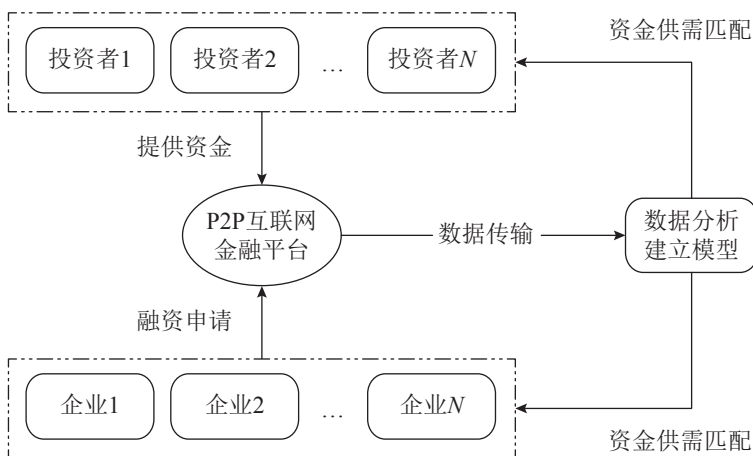 资金供需匹配
投资者1
投资者2
…
投资者N
提供资金
P2P互联网
金融平台
数据传输
数据分析
建立模型
融资申请
企业1
企业2
…
企业N
资金供需匹配